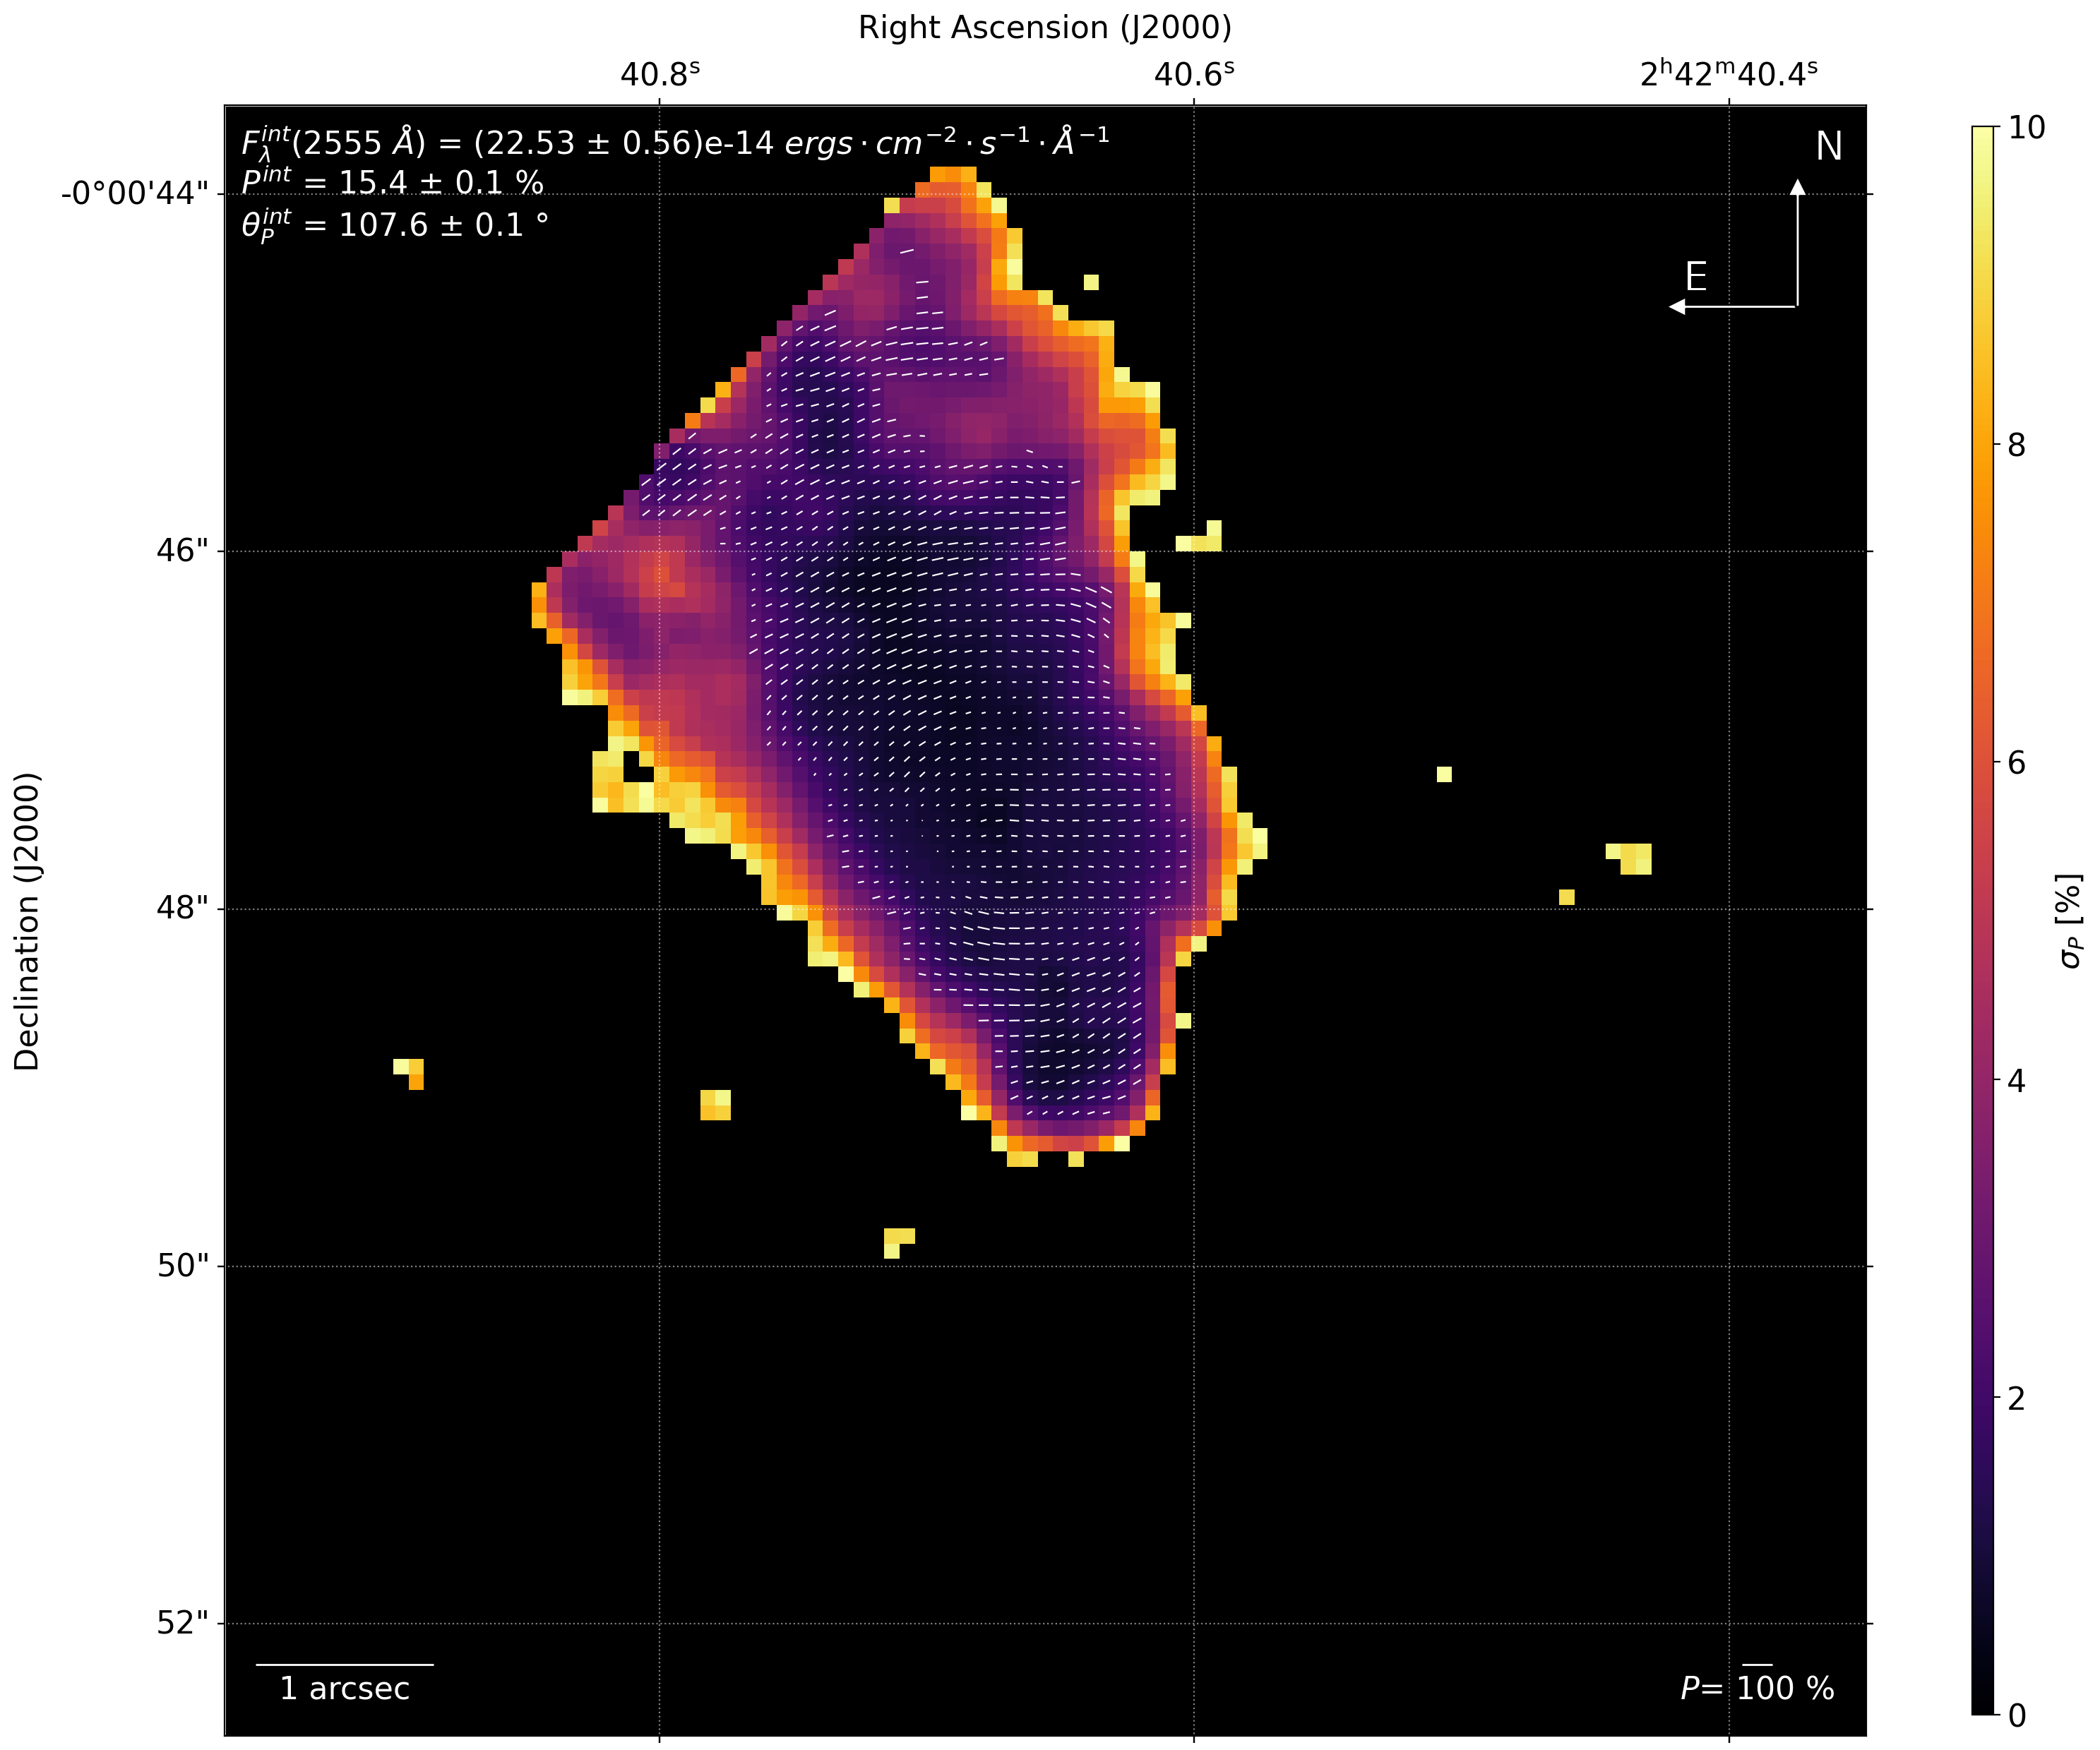 Right Ascension (J2000)
40.8ˢ 40.6ˢ 2ʰ42ᵐ40.4ˢ
F_λ^int(2555 Å) = (22.53 ± 0.56)e-14 ergs · cm⁻² · s⁻¹ · Å⁻¹
P^int = 15.4 ± 0.1 %
θ_P^int = 107.6 ± 0.1 °
N
E
-0°00'44"
46"
48"
50"
52"
Declination (J2000)
1 arcsec
P= 100 %
10
8
6
4
2
0
σ_P [%]